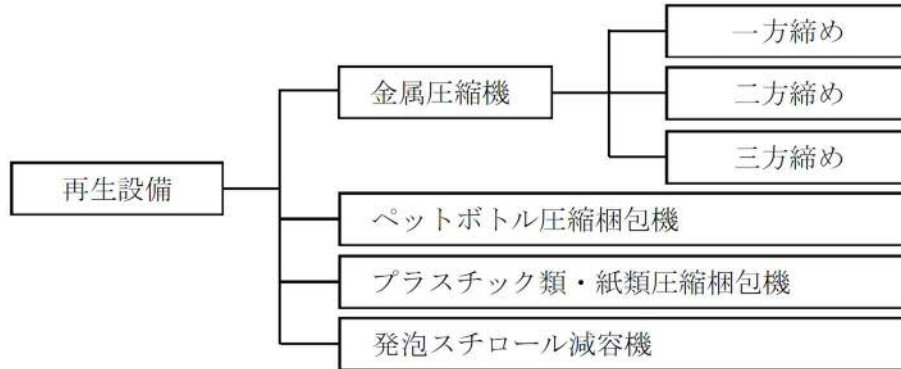 再生設備
金属圧縮機
一方締め
二方締め
三方締め
ペットボトル圧縮梱包機
プラスチック類・紙類圧縮梱包機
発泡スチロール減容機